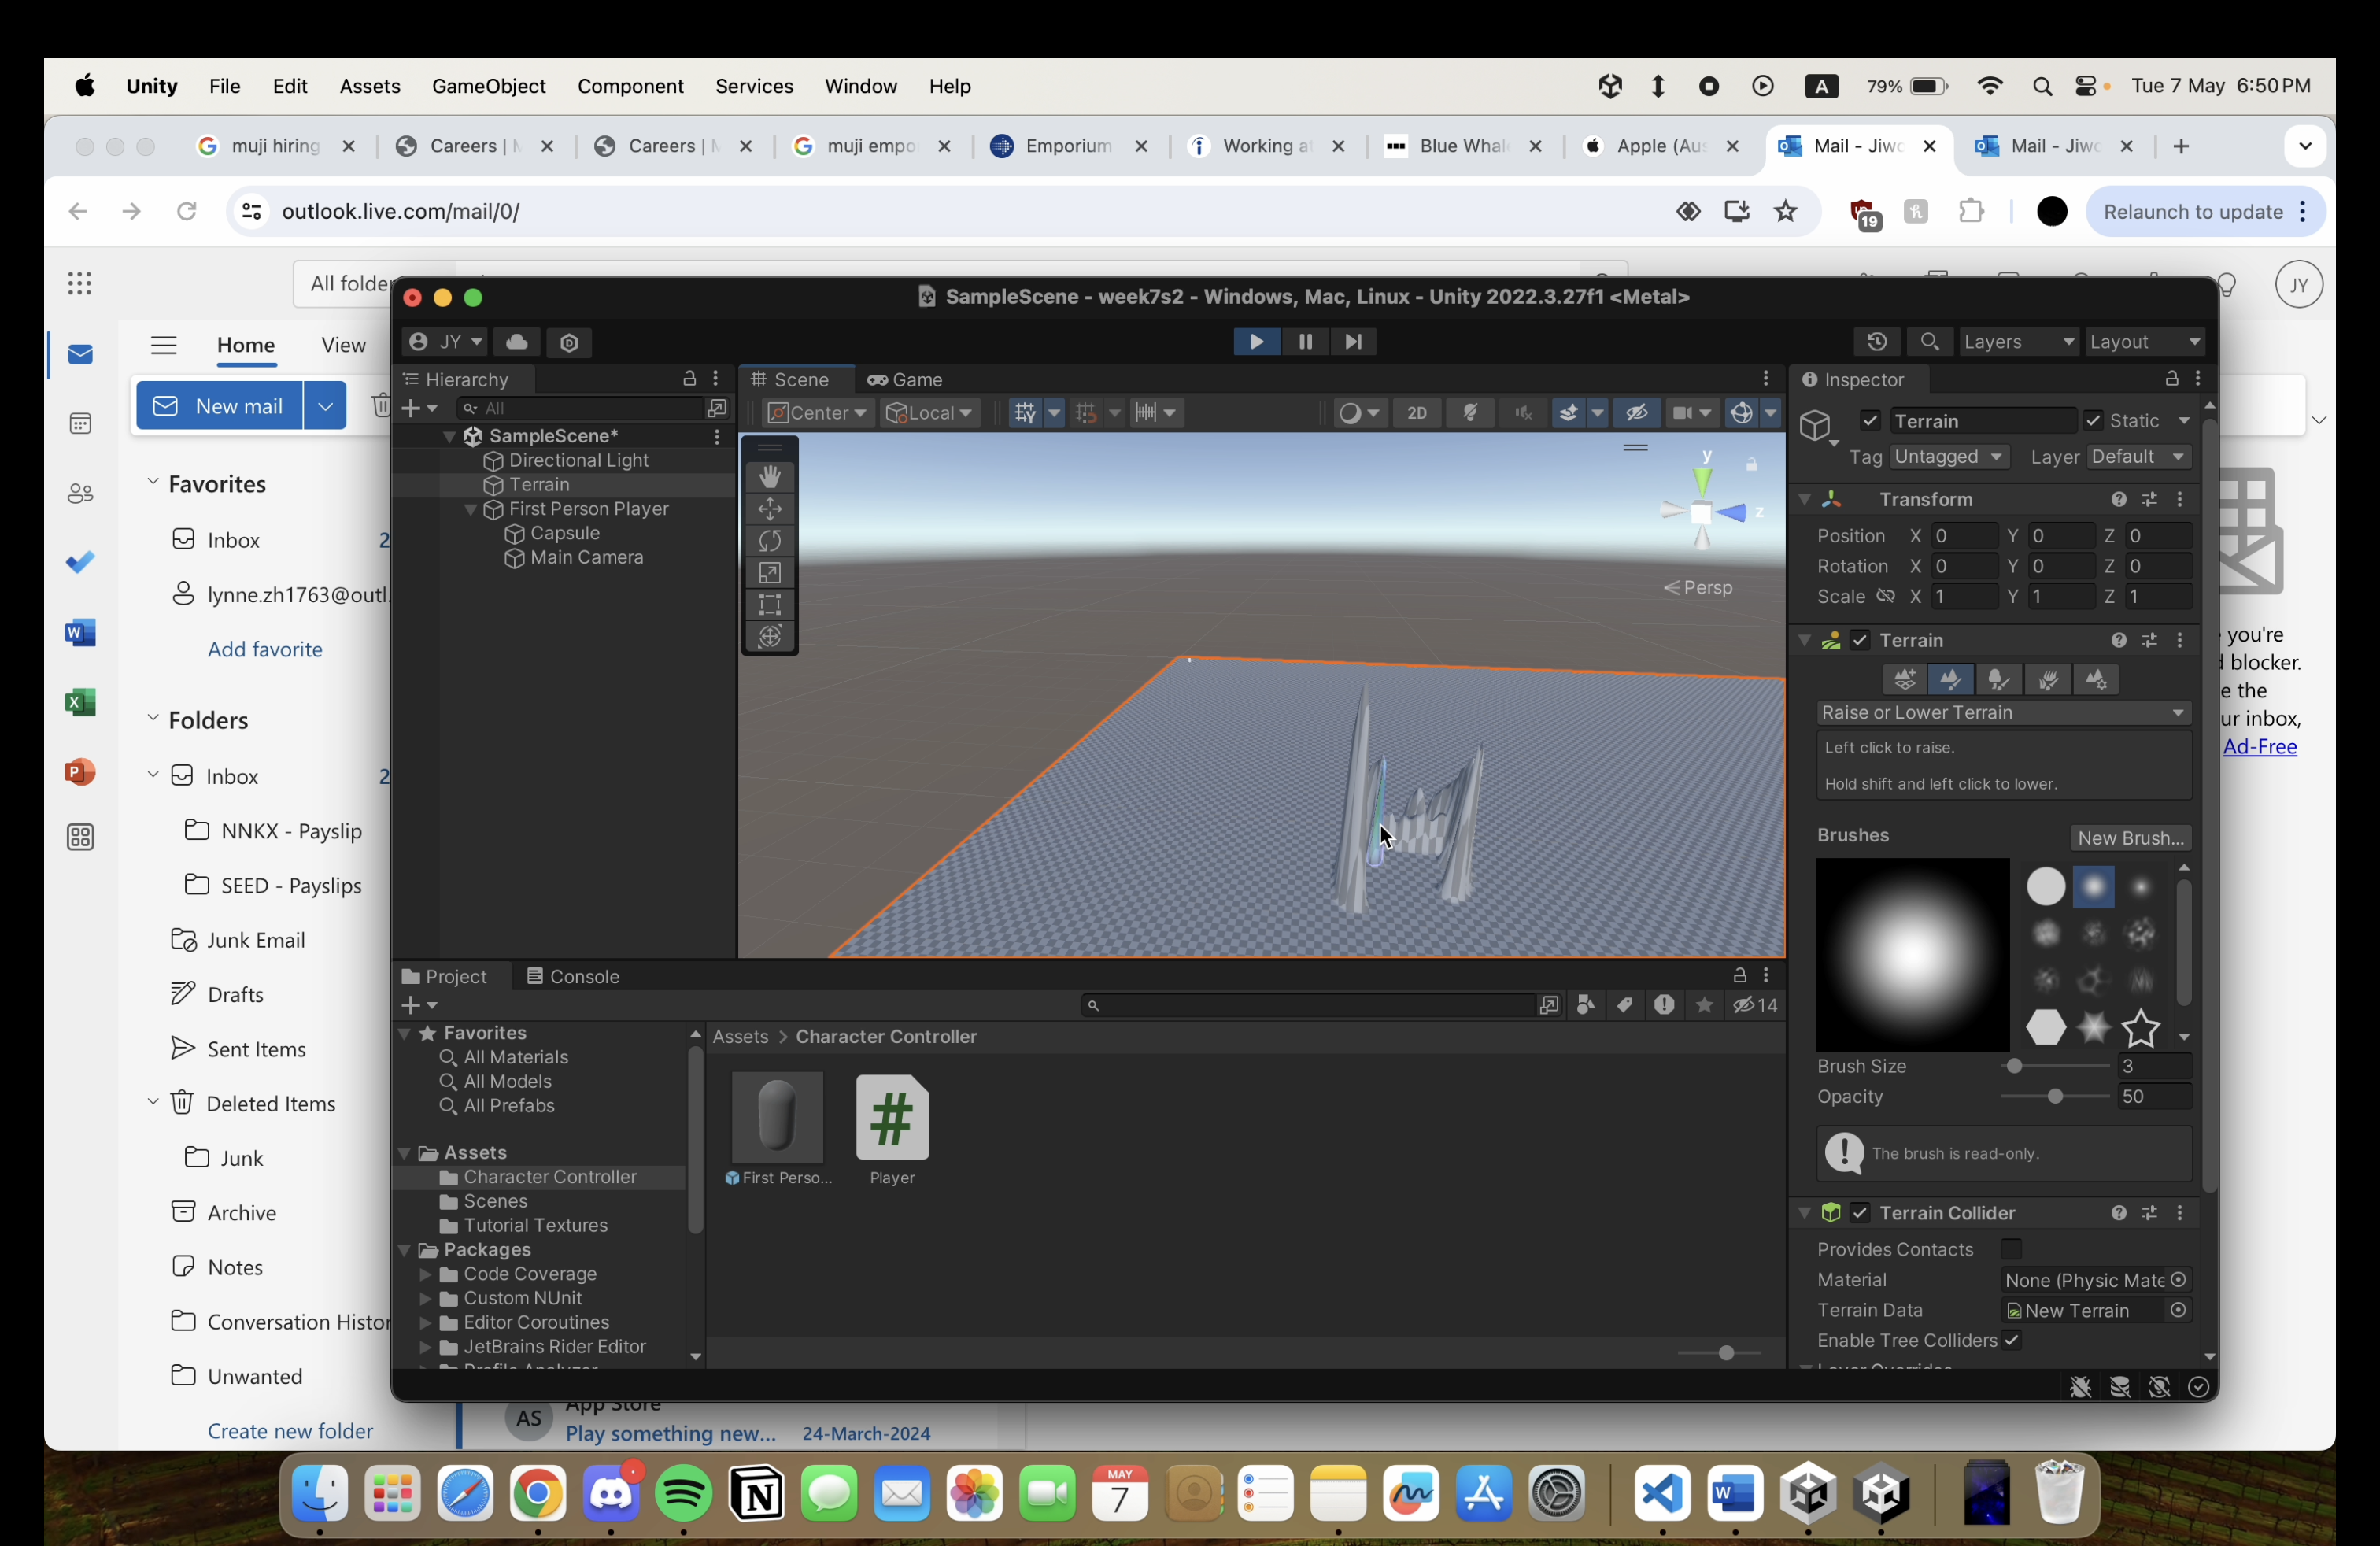 Unity File Edit Assets GameObject Component Services Window Help A 79% Tue 7 May 6:50 PM
muji hiring Careers | Careers | muji empo Emporium Working Blue Whal Apple (Aus Mail - Jiwo Mail - Jiwo
outlook.live.com/mail/0/ 19 Relaunch to update
All folder JY
SampleScene - week7s2 - Windows, Mac, Linux - Unity 2022.3.27f1 <Metal>
Home View
JY Layers Layout
Hierarchy Scene Game Inspector
New mail
All Center Local 2D
SampleScene*
Terrain Static
Directional Light
Tag Untagged Layer Default
Terrain
First Person Player
Capsule
Main Camera
y
z
Persp
Transform
Position X 0 Y 0 Z 0
Rotation X 0 Y 0 Z 0
Scale X 1 Y 1 Z 1
Terrain
Raise or Lower Terrain
Left click to raise.
Hold shift and left click to lower.
Brushes New Brush...
Brush Size 3
Opacity 50
The brush is read-only.
Terrain Collider
Provides Contacts
Material None (Physic Mate
Terrain Data New Terrain
Enable Tree Colliders
Favorites
Inbox 2
lynne.zh1763@outl.
Add favorite
Folders
Inbox 2
NNKX - Payslip
SEED - Payslips
Junk Email
Drafts
Sent Items
Deleted Items
Junk
Archive
Notes
Conversation Histor
Unwanted
Create new folder
you're
blocker.
e the
ur inbox,
Ad-Free
Project Console
14
Favorites
All Materials
All Models
All Prefabs
Assets
Character Controller
Scenes
Tutorial Textures
Packages
Code Coverage
Custom NUnit
Editor Coroutines
JetBrains Rider Editor
Assets > Character Controller
First Perso...
Player
#
AS App Store
Play something new... 24-March-2024
MAY
7
W